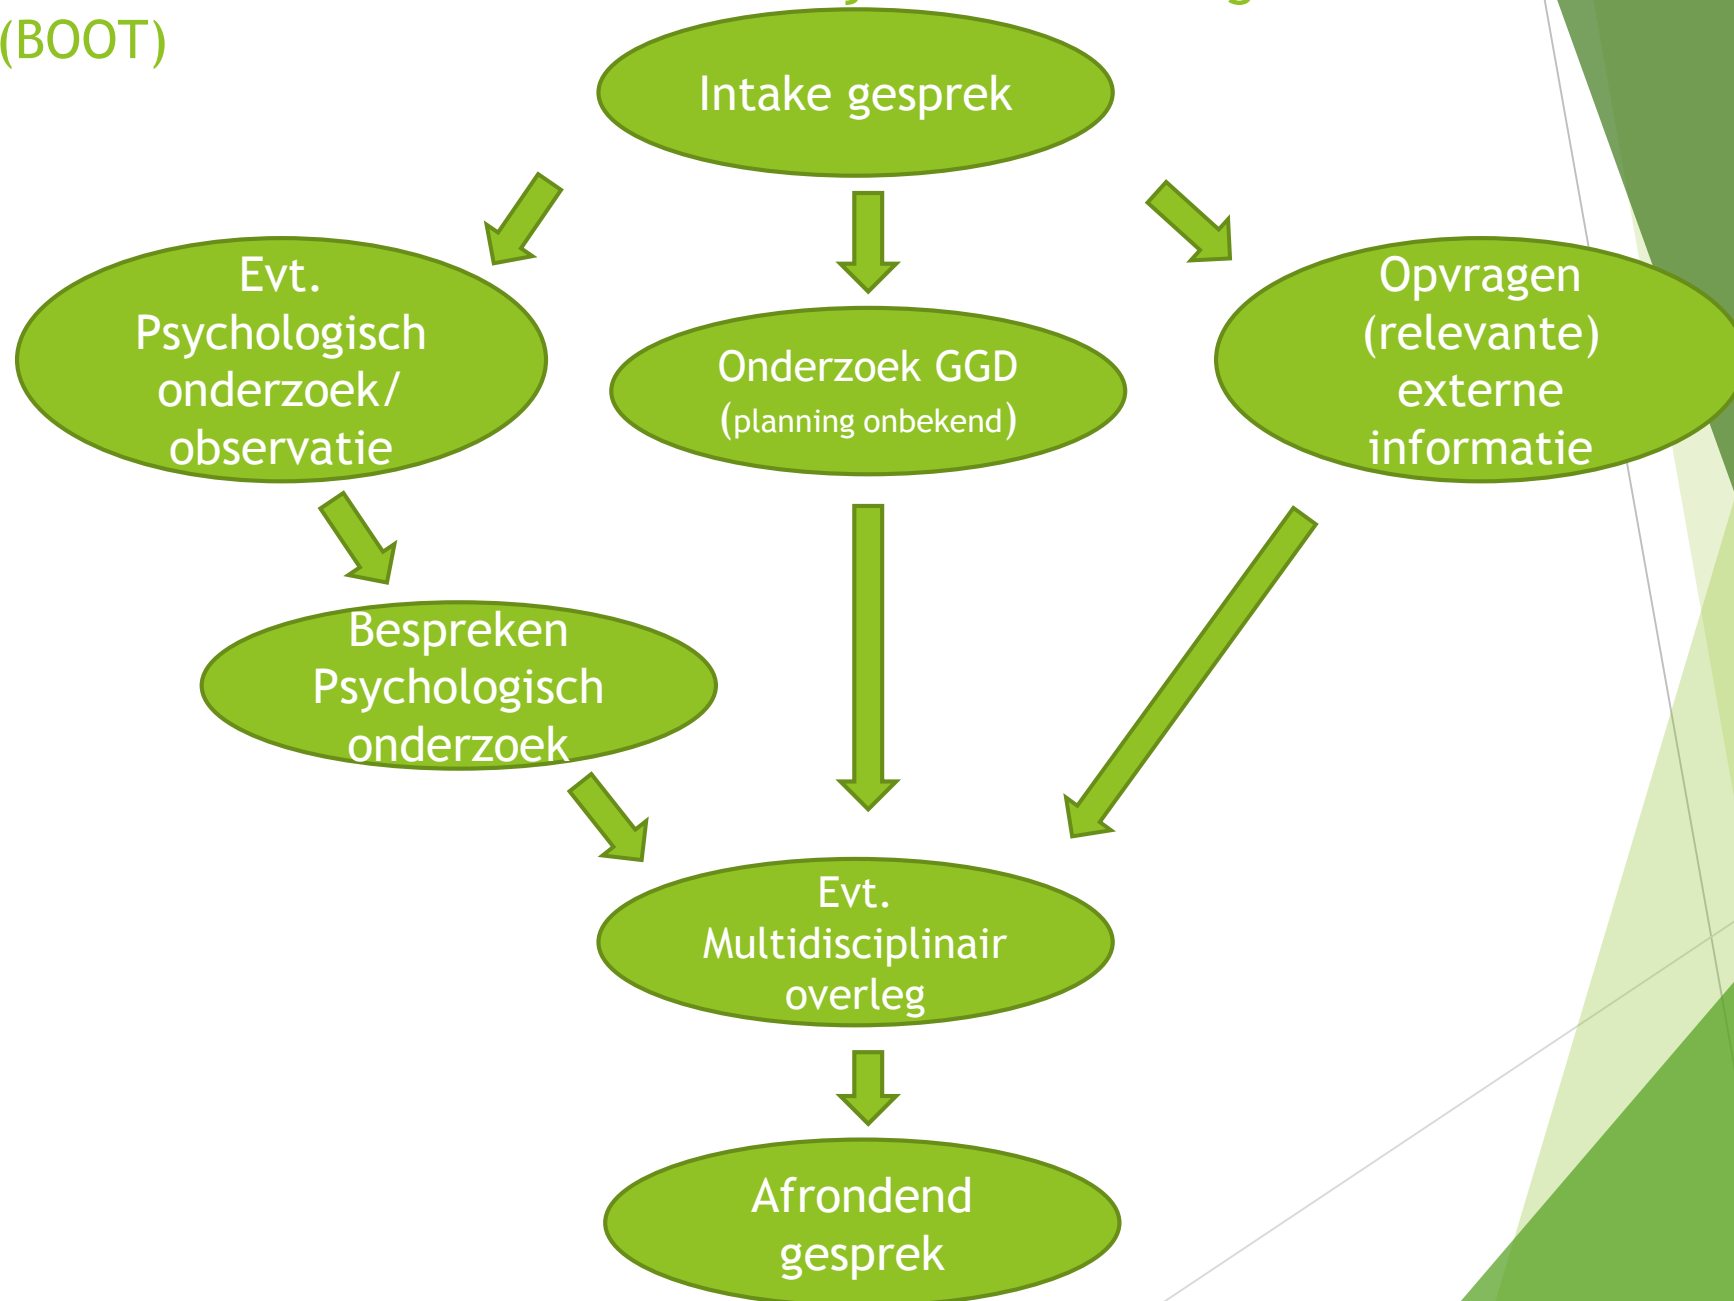 (BOOT)
Intake gesprek
Evt.
Psychologisch
onderzoek/
observatie
Onderzoek GGD
(planning onbekend)
Opvragen
(relevante)
externe
informatie
Bespreken
Psychologisch
onderzoek
Evt.
Multidisciplinair
overleg
Afrondend
gesprek